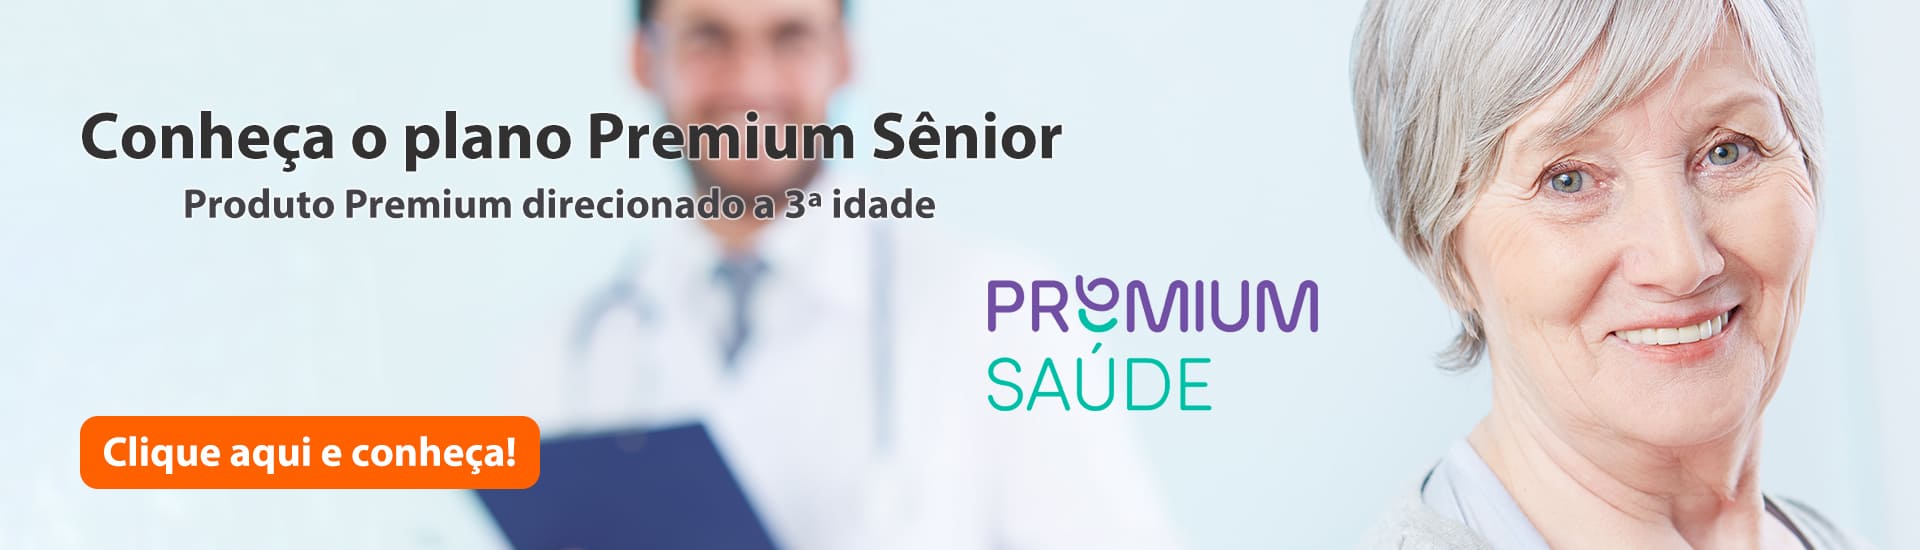 Conheça o plano Premium Sênior
Produto Premium direcionado a 3ª idade
PREMIUM
SAÚDE
Clique aqui e conheça!